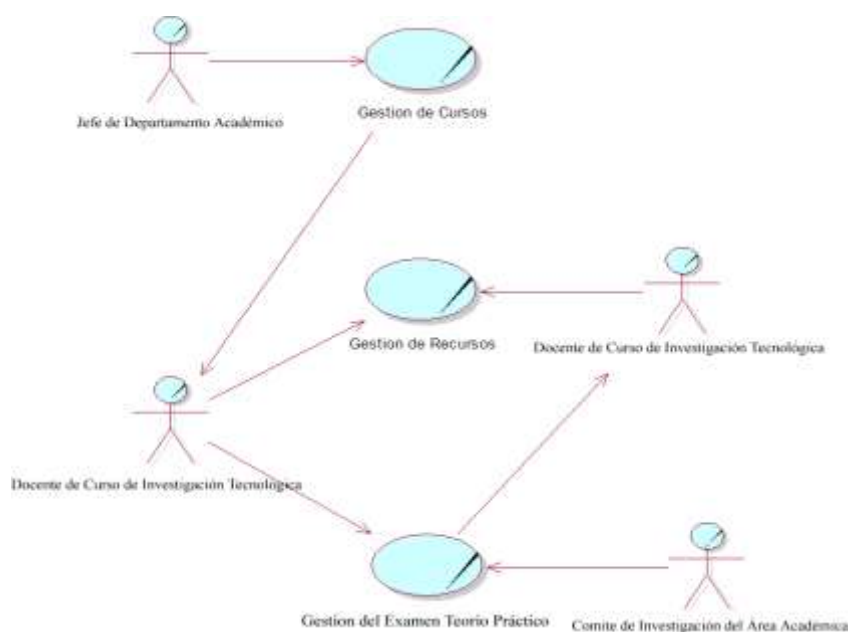 Jefe de Departamento Académico
Gestion de Cursos
Gestion de Recursos
Docente de Curso de Investigación Tecnológica
Docente de Curso de Investigación Tecnológica
Gestion del Examen Teorio Práctico
Comite de Investigación del Área Académica